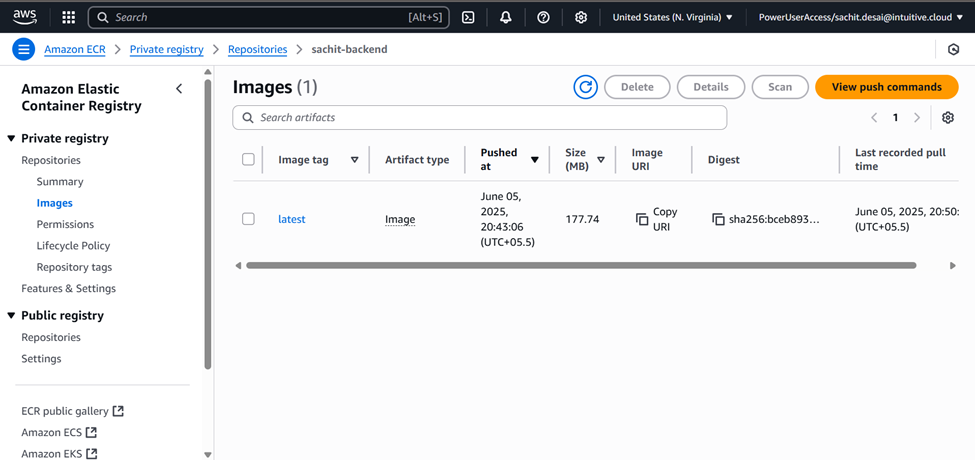 aws
Search [Alt+S]
United States (N. Virginia)
PowerUserAccess/sachit.desai@intuitive.cloud
Amazon ECR
Private registry
Repositories
sachit-backend
Amazon Elastic
Container Registry
Private registry
Repositories
Summary
Images
Permissions
Lifecycle Policy
Repository tags
Features & Settings
Public registry
Repositories
Settings
ECR public gallery
Amazon ECS
Amazon EKS
Images (1)
Delete
Details
Scan
View push commands
Search artifacts
1
Image tag
Artifact type
Pushed
at
Size
(MB)
Image
URI
Digest
Last recorded pull
time
latest
Image
June 05,
2025,
20:43:06
(UTC+05.5)
177.74
Copy
URI
sha256:bceb893...
June 05, 2025, 20:50:
(UTC+05.5)